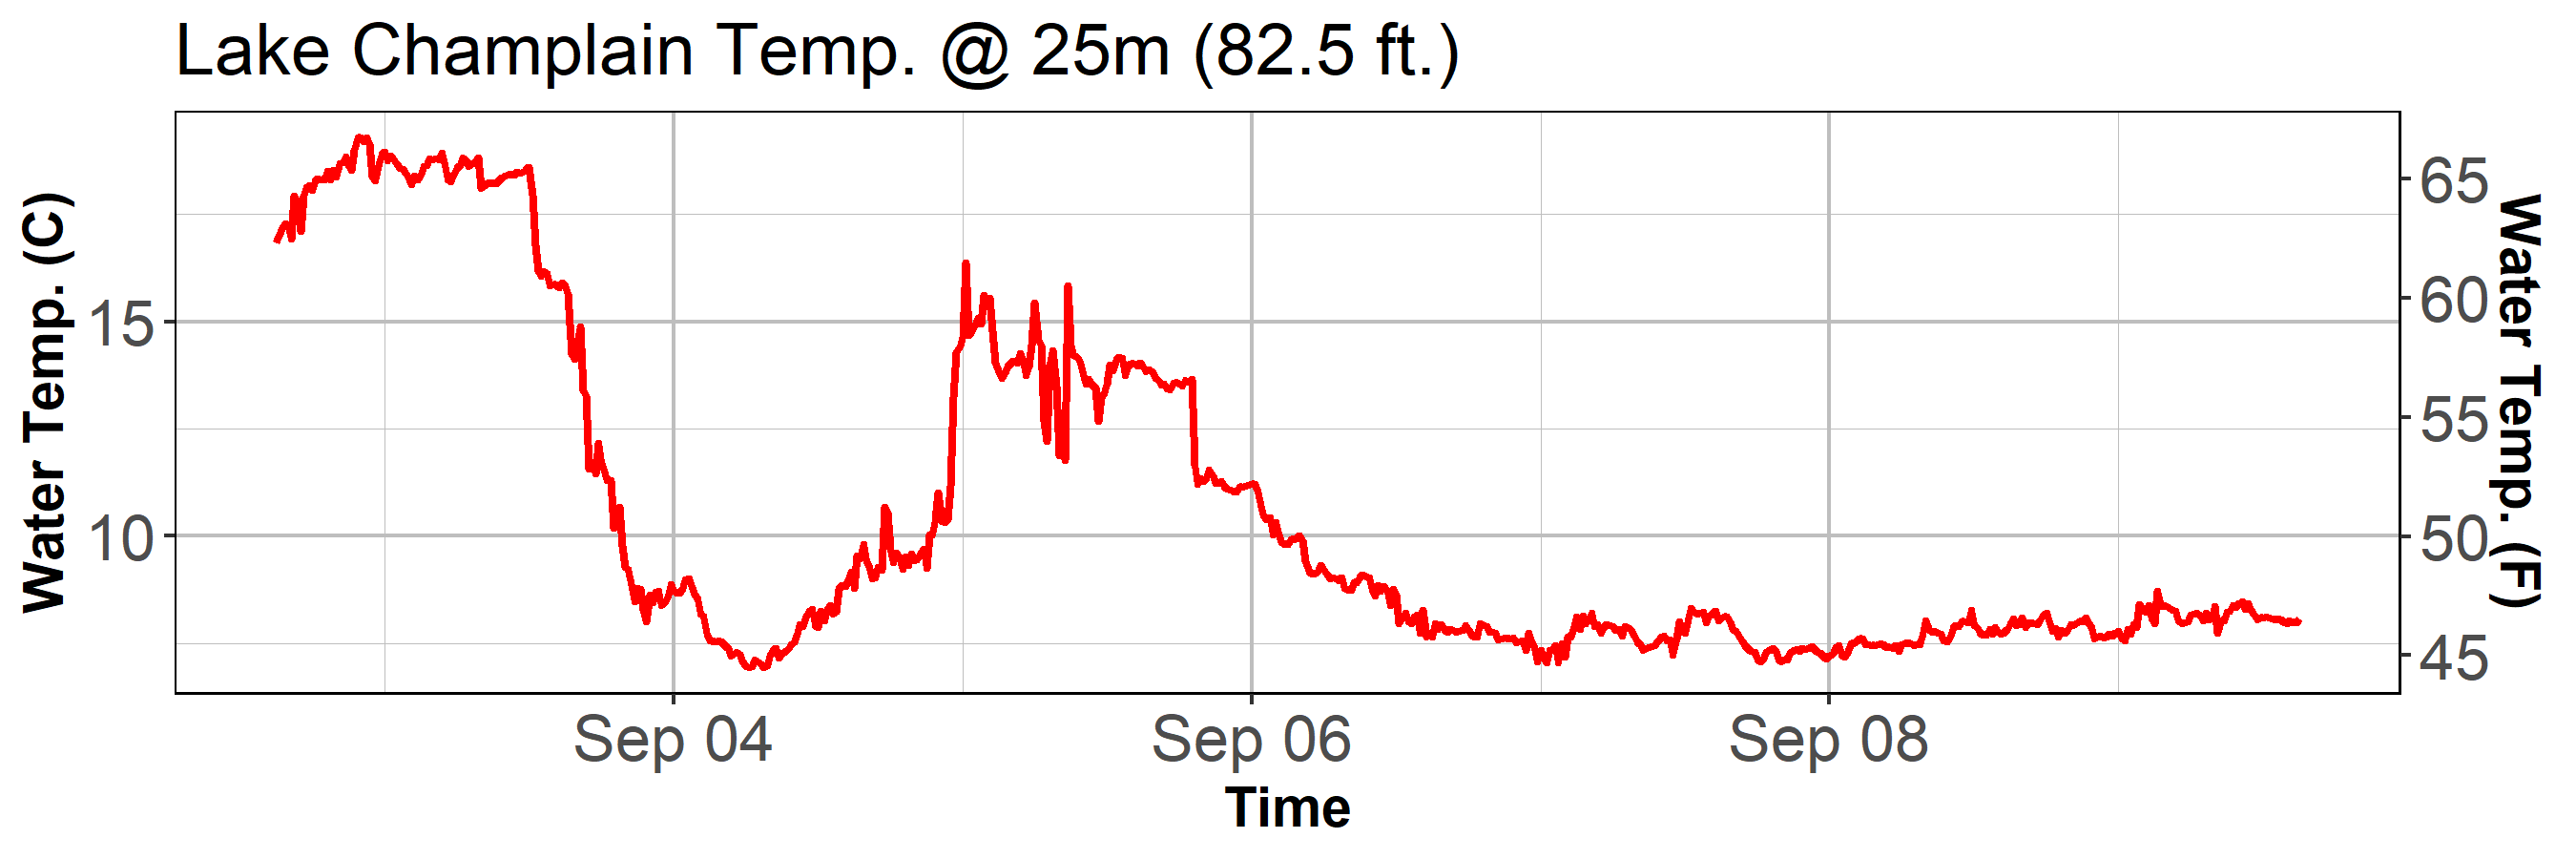 Lake Champlain Temp. @ 25m (82.5 ft.)
Water Temp. (C)
15
10
65
60
55
50
45
Water Temp. (F)
Sep 04
Sep 06
Sep 08
Time